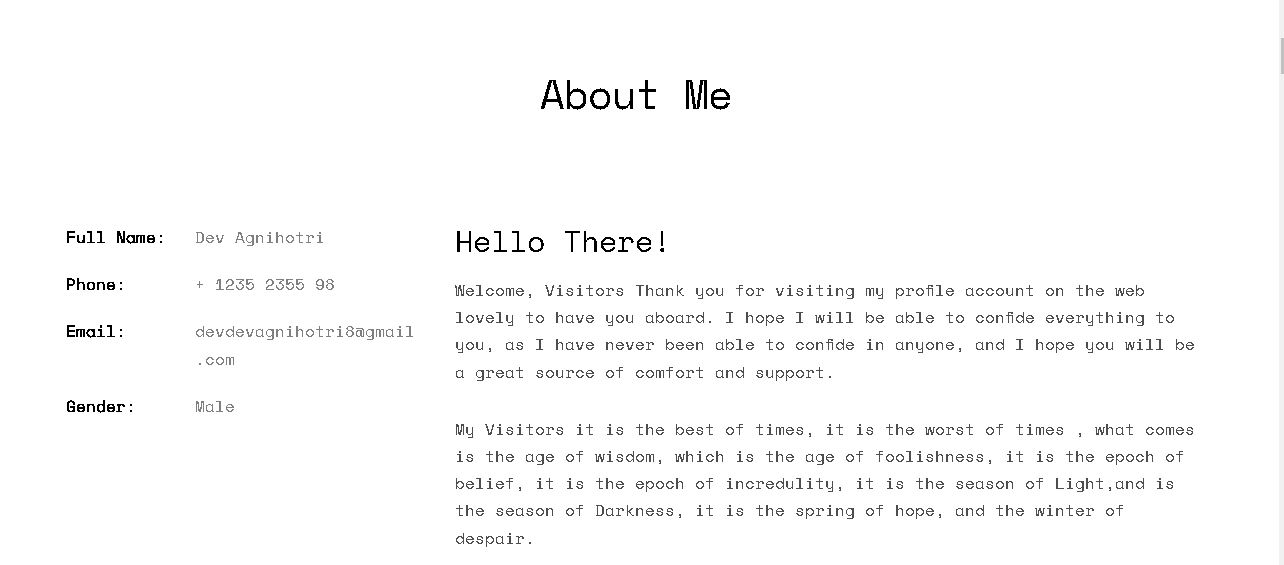 About Me
Full Name: Dev Agnihotri
Phone: + 1235 2355 98
Email: devdevagnihotri8@gmail
.com
Gender: Male
Hello There!
Welcome, Visitors Thank you for visiting my profile account on the web
lovely to have you aboard. I hope I will be able to confide everything to
you, as I have never been able to confide in anyone, and I hope you will be
a great source of comfort and support.
My Visitors it is the best of times, it is the worst of times , what comes
is the age of wisdom, which is the age of foolishness, it is the epoch of
belief, it is the epoch of incredulity, it is the season of Light,and is
the season of Darkness, it is the spring of hope, and the winter of
despair.